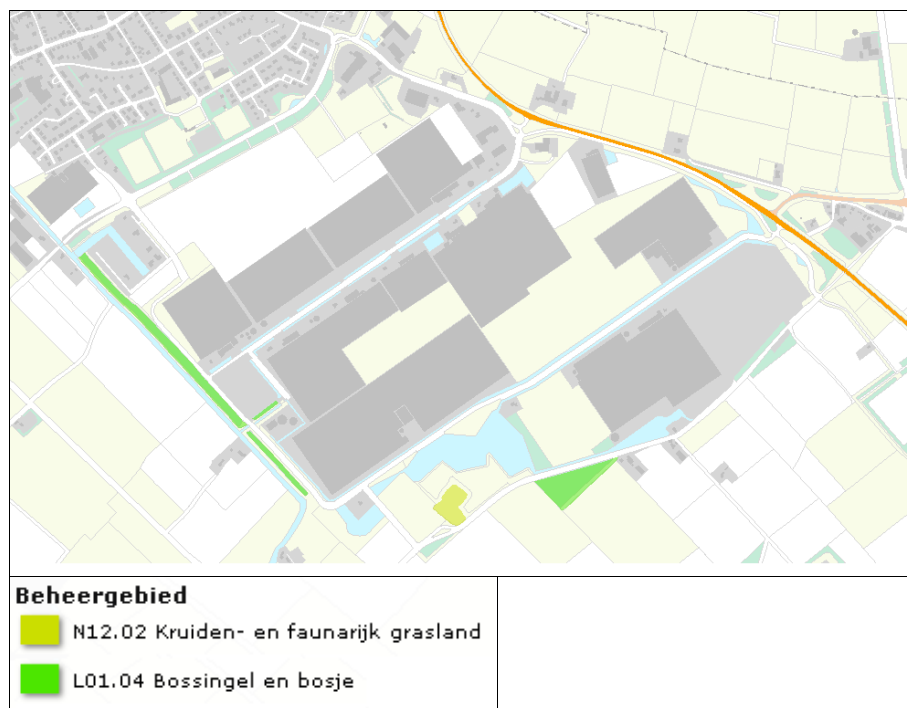 Beheergebied
N12.02 Kruiden- en faunarijk grasland
L01.04 Bossingel en bosje